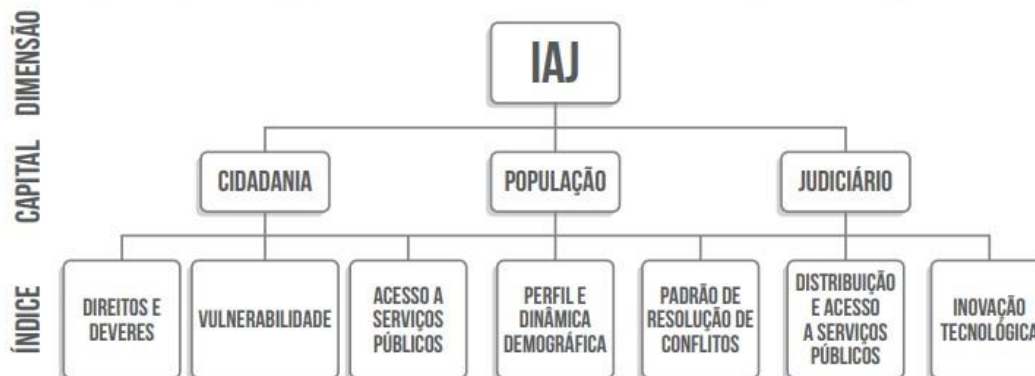 DIMENSÃO
IAJ
CAPITAL
CIDADANIA
POPULAÇÃO
JUDICIÁRIO
ÍNDICE
DIREITOS E
DEVERES
VULNERABILIDADE
ACESSO A
SERVIÇOS
PÚBLICOS
PERFIL E
DINÂMICA
DEMOGRÁFICA
PADRÃO DE
RESOLUÇÃO DE
CONFLITOS
DISTRIBUIÇÃO
E ACESSO
A SERVIÇOS
PÚBLICOS
INOVAÇÃO
TECNOLÓGICA